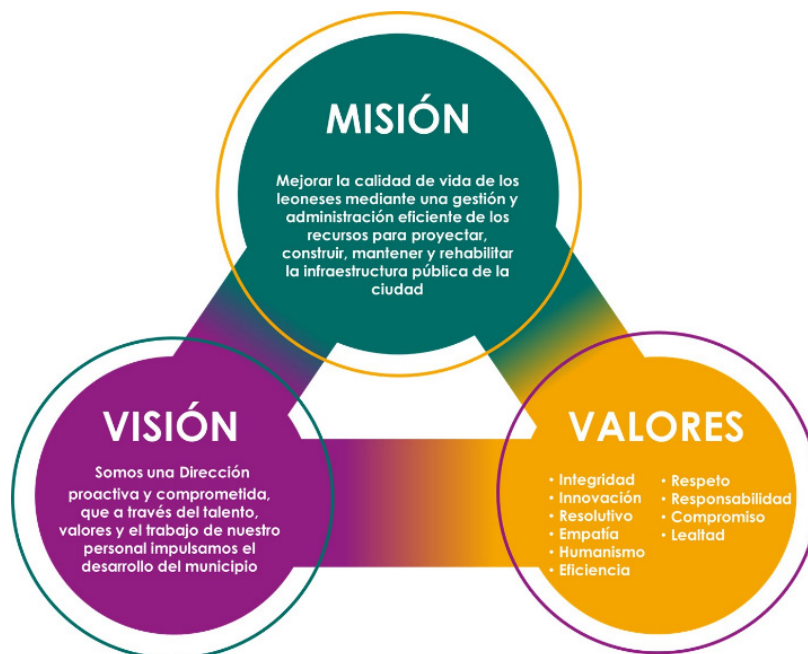 MISIÓN
Mejorar la calidad de vida de los
leoneses mediante una gestión y
administración eficiente de los
recursos para proyectar,
construir, mantener y rehabilitar
la infraestructura pública de la
ciudad
VISIÓN
Somos una Dirección
proactiva y comprometida,
que a través del talento,
valores y el trabajo de nuestro
personal impulsamos el
desarrollo del municipio
VALORES
• Integridad
• Innovación
• Resolutivo
• Empatía
• Humanismo
• Eficiencia
• Respeto
• Responsabilidad
• Compromiso
• Lealtad